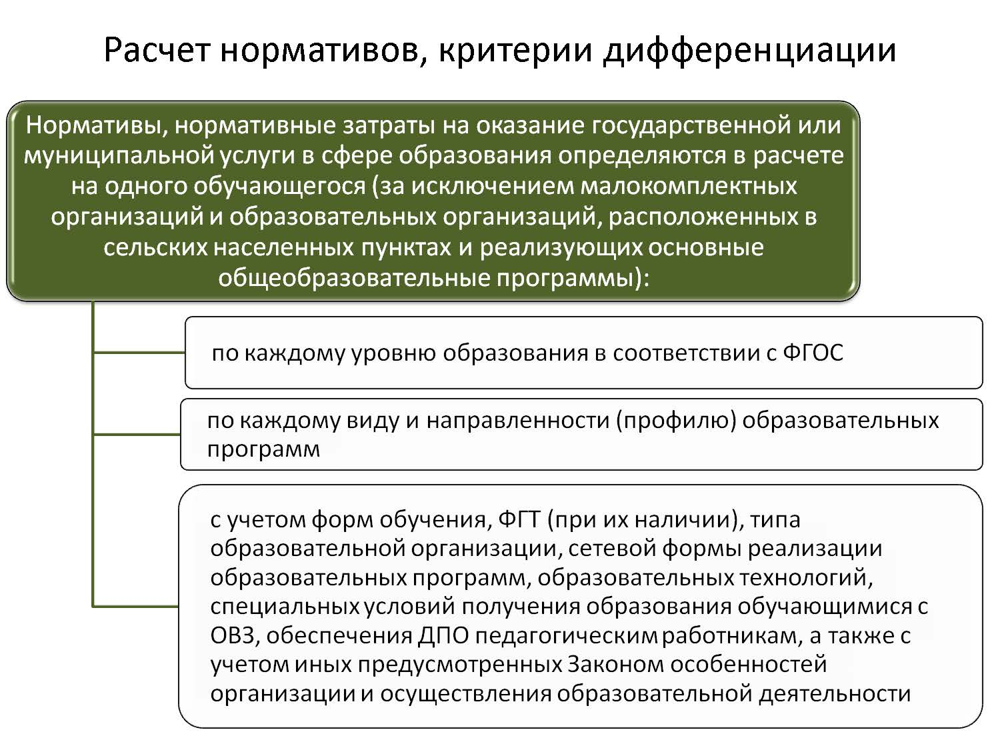 Расчет нормативов, критерии дифференциации
Нормативы, нормативные затраты на оказание государственной или
муниципальной услуги в сфере образования определяются в расчете
на одного обучающегося (за исключением малокомплектных
организаций и образовательных организаций, расположенных в
сельских населенных пунктах и реализующих основные
общеобразовательные программы):
по каждому уровню образования в соответствии с ФГОС
по каждому виду и направленности (профилю) образовательных
программ
с учетом форм обучения, ФГТ (при их наличии), типа
образовательной организации, сетевой формы реализации
образовательных программ, образовательных технологий,
специальных условий получения образования обучающимися с
ОВЗ, обеспечения ДПО педагогическим работникам, а также с
учетом иных предусмотренных Законом особенностей
организации и осуществления образовательной деятельности